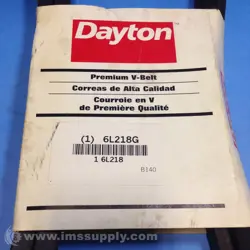 Dayton
Premium V-Belt
Correas de Alta Calidad
Courroie en V
de Première Qualité
(1) 6L218G
1 6L218
B140
© www.imssupply.com